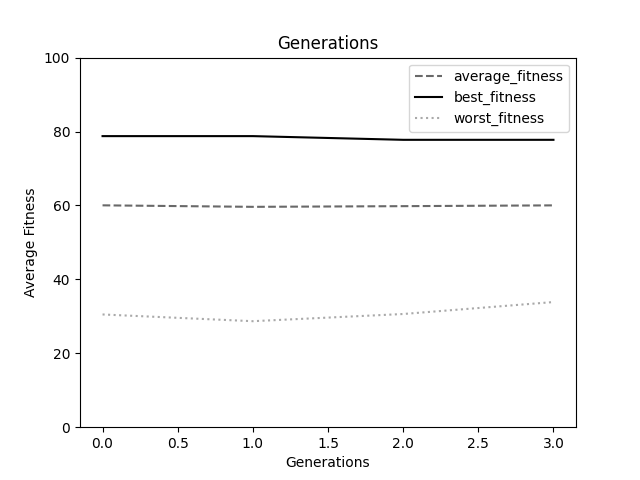 Generations
100
80
60
40
20
0
Average Fitness
average_fitness
best_fitness
worst_fitness
0.0 0.5 1.0 1.5 2.0 2.5 3.0
Generations